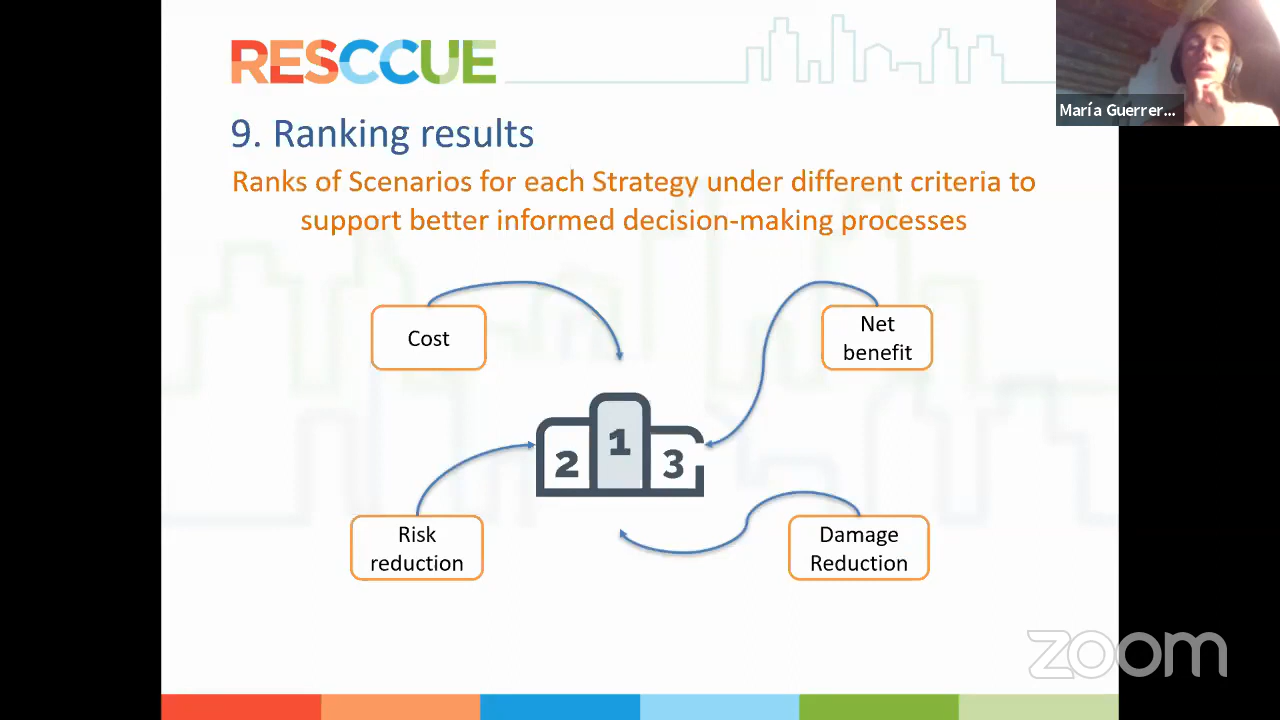 RESCCUE
María Guerrer...
9. Ranking results
Ranks of Scenarios for each Strategy under different criteria to
support better informed decision-making processes
Cost
Net
benefit
2
1
3
Risk
reduction
Damage
Reduction
zoom